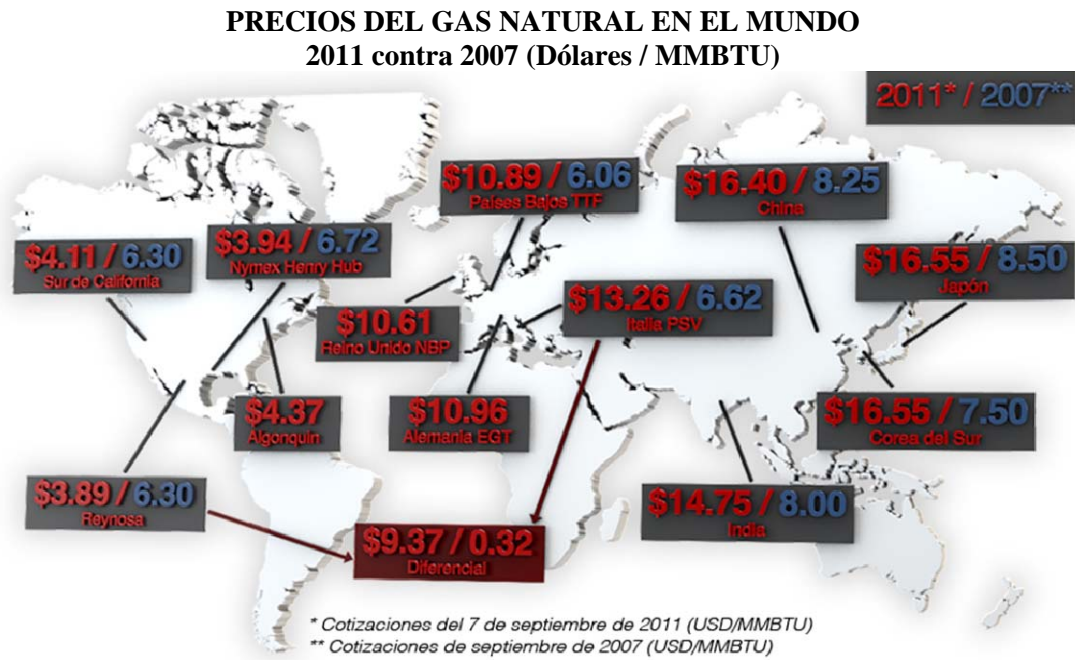 PRECIOS DEL GAS NATURAL EN EL MUNDO
2011 contra 2007 (Dólares / MMBTU)
2011* / 2007**
$10.89 / 6.06
Países Bajos TTF
$16.40 / 8.25
China
$4.11 / 6.30
Sur de California
$3.94 / 6.72
Nymex Henry Hub
$16.55 / 8.50
Japón
$13.26 / 6.62
Italia PSV
$10.61
Reino Unido NBP
$4.37
Algonquin
$10.96
Alemania EGT
$16.55 / 7.50
Corea del Sur
$3.89 / 6.30
Reynosa
$14.75 / 8.00
India
$9.37 / 0.32
Diferencial
* Cotizaciones del 7 de septiembre de 2011 (USD/MMBTU)
** Cotizaciones de septiembre de 2007 (USD/MMBTU)